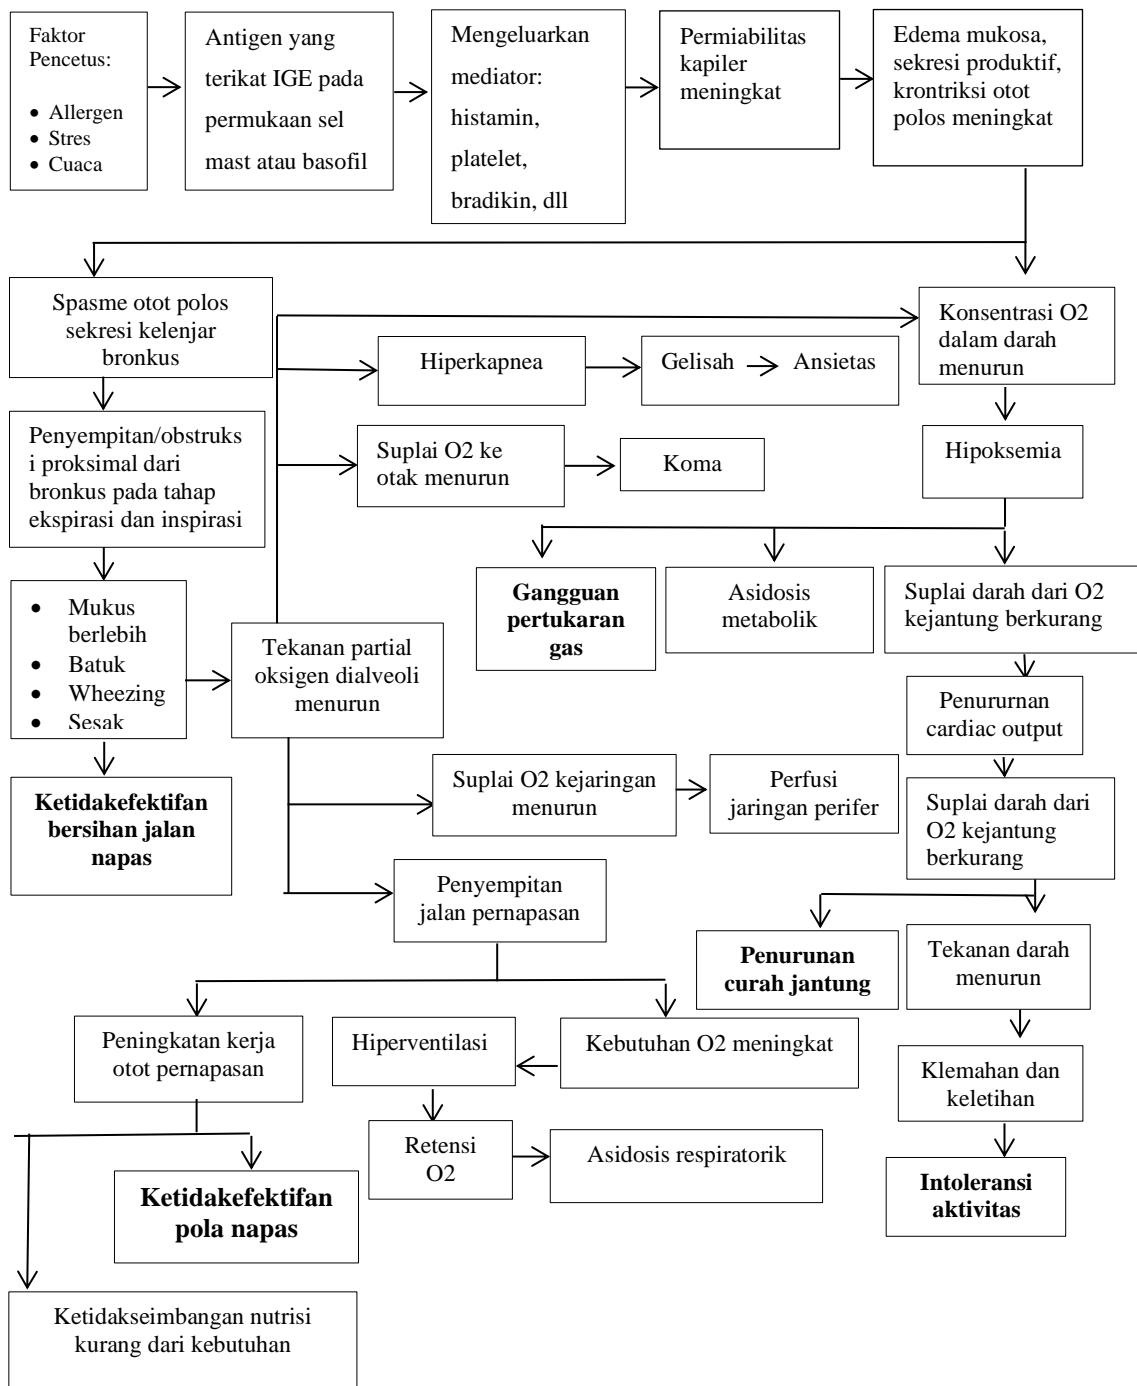 Faktor
Pencetus:
• Allergen
• Stres
• Cuaca
Antigen yang
terikat IGE pada
permukaan sel
mast atau basofil
Mengeluarkan
mediator:
histamin,
platelet,
bradikin, dll
Permiabilitas
kapiler
meningkat
Edema mukosa,
sekresi produktif,
krontriksi otot
polos meningkat
Spasme otot polos
sekresi kelenjar
bronkus
Konsentrasi O2
dalam darah
menurun
Hiperkapnea
Gelisah
Ansietas
Penyempitan/obstruks
i proksimal dari
bronkus pada tahap
ekspirasi dan inspirasi
Suplai O2 ke
otak menurun
Koma
Hipoksemia
Gangguan
pertukaran
gas
Asidosis
metabolik
Suplai darah dari O2
kejantung berkurang
• Mukus
berlebih
• Batuk
• Wheezing
• Sesak
Tekanan partial
oksigen dialveoli
menurun
Penururnan
cardiac output
Ketidakefektifan
bersihan jalan
napas
Suplai O2 kejaringan
menurun
Perfusi
jaringan perifer
Suplai darah dari
O2 kejantung
berkurang
Penyempitan
jalan pernapasan
Penurunan
curah jantung
Tekanan darah
menurun
Peningkatan kerja
otot pernapasan
Hiperventilasi
Kebutuhan O2 meningkat
Klemahan dan
keletihan
Retensi
O2
Asidosis respiratorik
Ketidakefektifan
pola napas
Intoleransi
aktivitas
Ketidakseimbangan nutrisi
kurang dari kebutuhan